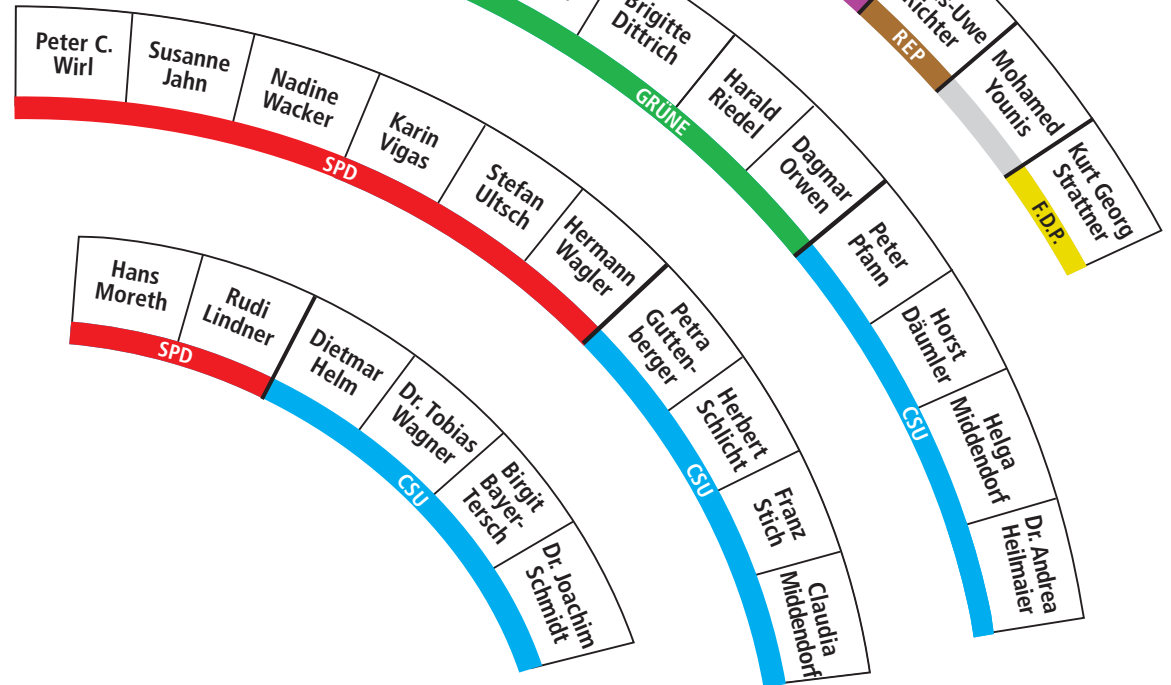 Brigitte
Dittrich
s-Uwe
Richter
REP
Mohamed
Younis
Kurt Georg
Strattner
F.D.P.
Harald
Riedel
GRÜNE
Dagmar
Orwen
Peter
Pfann
Horst
Däumler
Helga
Middendorf
Dr. Andrea
Heilmaier
CSU
Peter C.
Wirl
Susanne
Jahn
Nadine
Wacker
Karin
Vigas
Stefan
Ultsch
Hermann
Wagler
SPD
Petra
Gutten-
berger
Herbert
Schlicht
Franz
Stich
Claudia
Middendorf
CSU
Hans
Moreth
Rudi
Lindner
SPD
Dietmar
Helm
Dr. Tobias
Wagner
Birgit
Bayer-
Tersch
Dr. Joachim
Schmidt
CSU